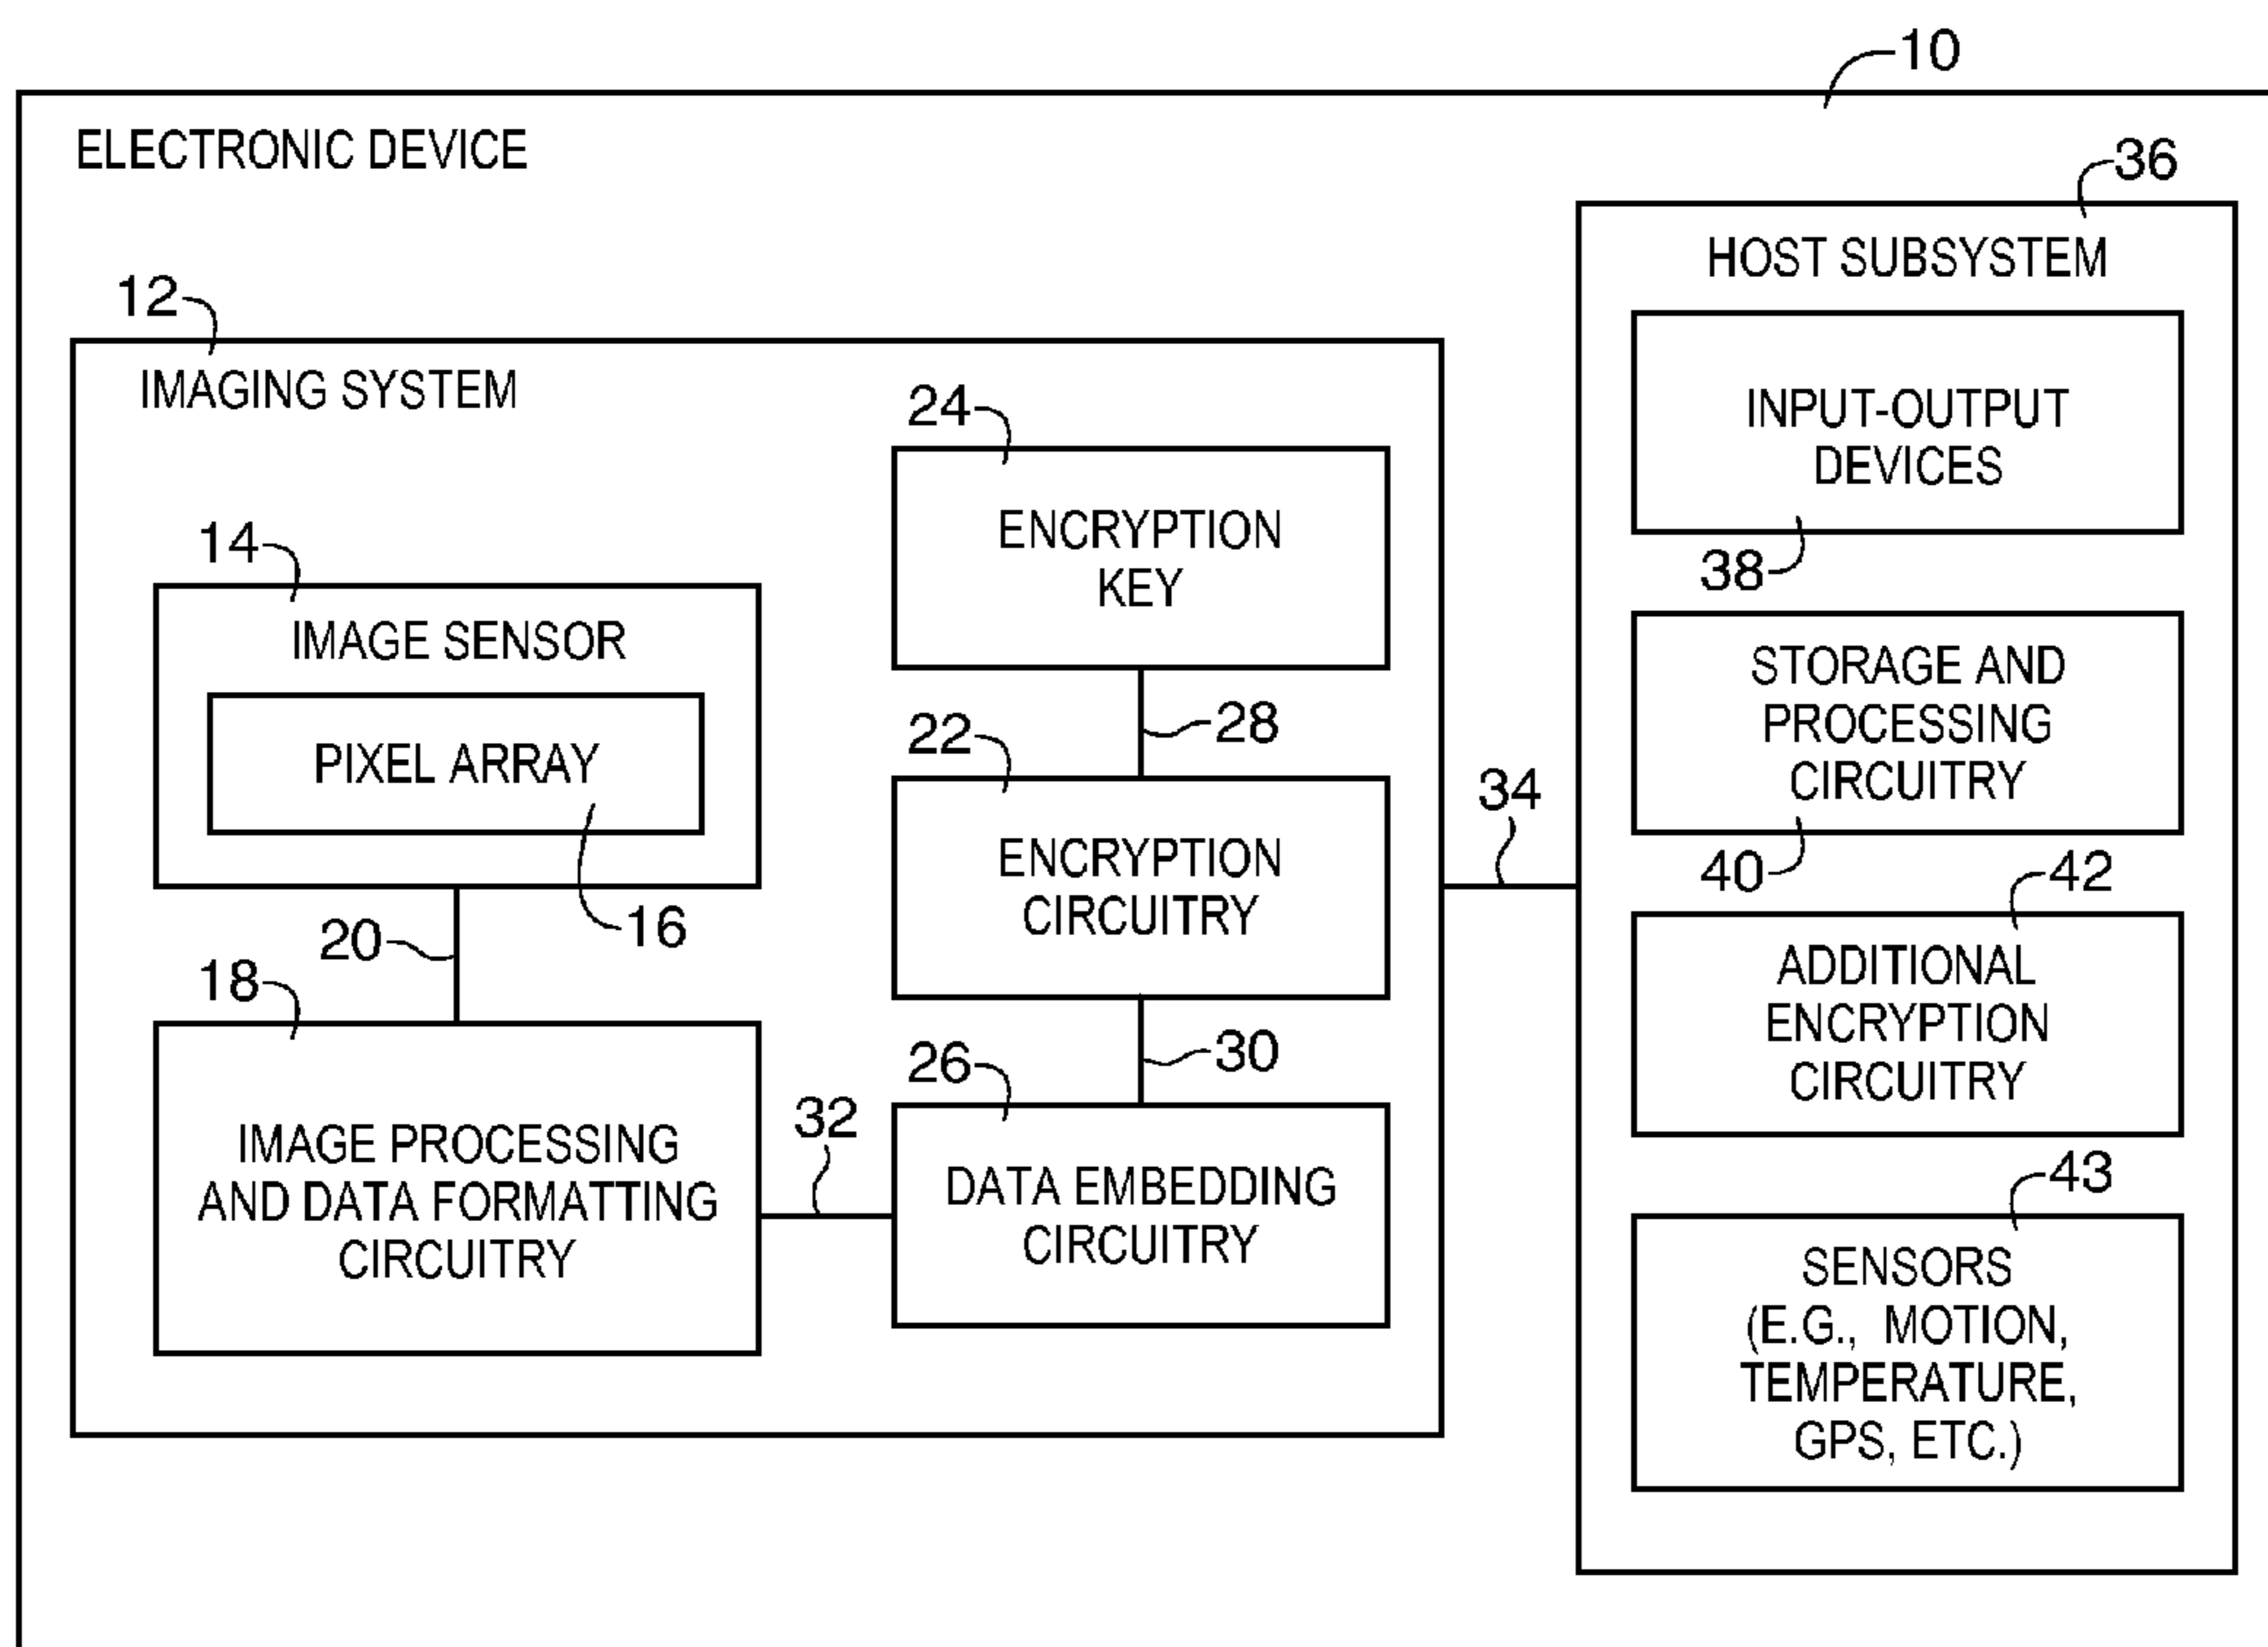 10
ELECTRONIC DEVICE
36
HOST SUBSYSTEM
12
IMAGING SYSTEM
24
INPUT-OUTPUT
DEVICES
38
ENCRYPTION
KEY
14
IMAGE SENSOR
PIXEL ARRAY
16
20
28
22
ENCRYPTION
CIRCUITRY
34
STORAGE AND
PROCESSING
CIRCUITRY
40
42
ADDITIONAL
ENCRYPTION
CIRCUITRY
18
IMAGE PROCESSING
AND DATA FORMATTING
CIRCUITRY
32
30
26
DATA EMBEDDING
CIRCUITRY
43
SENSORS
(E.G., MOTION,
TEMPERATURE,
GPS, ETC.)